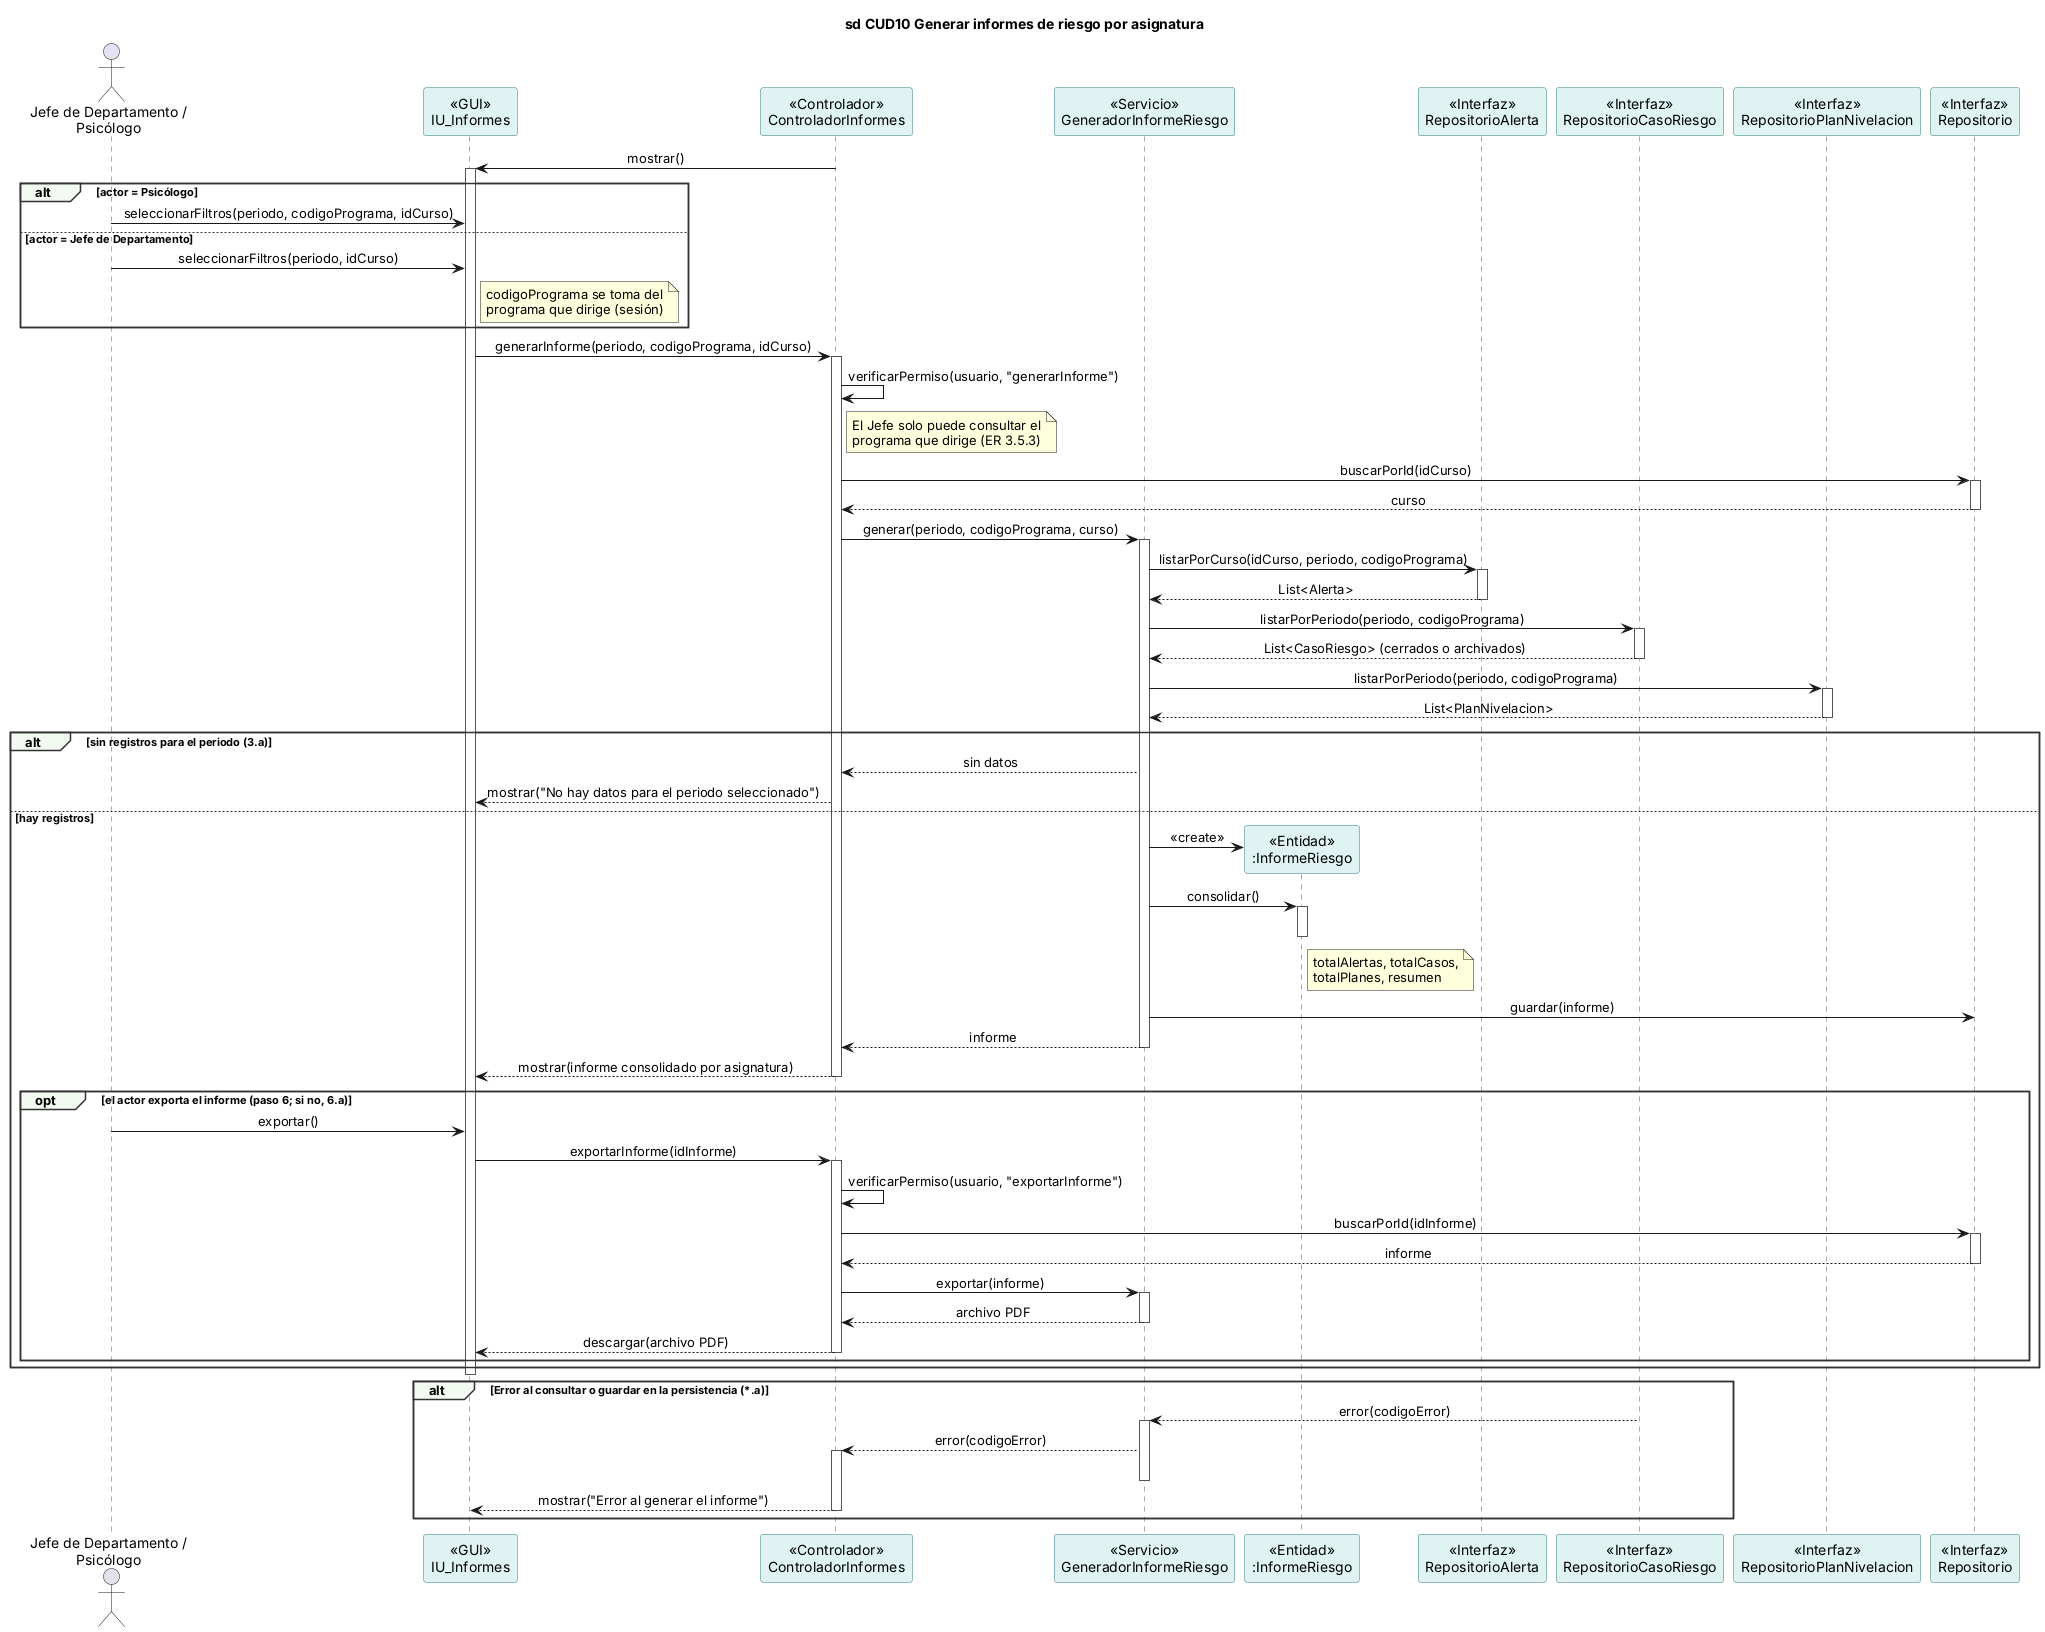 sd CUD10 Generar informes de riesgo por asignatura
Jefe de Departamento /
Psicólogo
«GUI»
IU_Informes
«Controlador»
ControladorInformes
«Servicio»
GeneradorInformeRiesgo
«Interfaz»
RepositorioAlerta
«Interfaz»
RepositorioCasoRiesgo
«Interfaz»
RepositorioPlanNivelacion
«Interfaz»
Repositorio
mostrar()
alt [actor = Psicólogo]
seleccionarFiltros(periodo, codigoPrograma, idCurso)
[actor = Jefe de Departamento]
seleccionarFiltros(periodo, idCurso)
codigoPrograma se toma del
programa que dirige (sesión)
generarInforme(periodo, codigoPrograma, idCurso)
verificarPermiso(usuario, "generarInforme")
El Jefe solo puede consultar el
programa que dirige (ER 3.5.3)
buscarPorId(idCurso)
curso
generar(periodo, codigoPrograma, curso)
listarPorCurso(idCurso, periodo, codigoPrograma)
List<Alerta>
listarPorPeriodo(periodo, codigoPrograma)
List<CasoRiesgo> (cerrados o archivados)
listarPorPeriodo(periodo, codigoPrograma)
List<PlanNivelacion>
alt [sin registros para el periodo (3.a)]
sin datos
mostrar("No hay datos para el periodo seleccionado")
[hay registros]
«create»
«Entidad»
:InformeRiesgo
consolidar()
totalAlertas, totalCasos,
totalPlanes, resumen
guardar(informe)
informe
mostrar(informe consolidado por asignatura)
opt [el actor exporta el informe (paso 6; si no, 6.a)]
exportar()
exportarInforme(idInforme)
verificarPermiso(usuario, "exportarInforme")
buscarPorId(idInforme)
informe
exportar(informe)
archivo PDF
descargar(archivo PDF)
alt [Error al consultar o guardar en la persistencia (*.a)]
error(codigoError)
error(codigoError)
mostrar("Error al generar el informe")
Jefe de Departamento /
Psicólogo
«GUI»
IU_Informes
«Controlador»
ControladorInformes
«Servicio»
GeneradorInformeRiesgo
«Entidad»
:InformeRiesgo
«Interfaz»
RepositorioAlerta
«Interfaz»
RepositorioCasoRiesgo
«Interfaz»
RepositorioPlanNivelacion
«Interfaz»
Repositorio